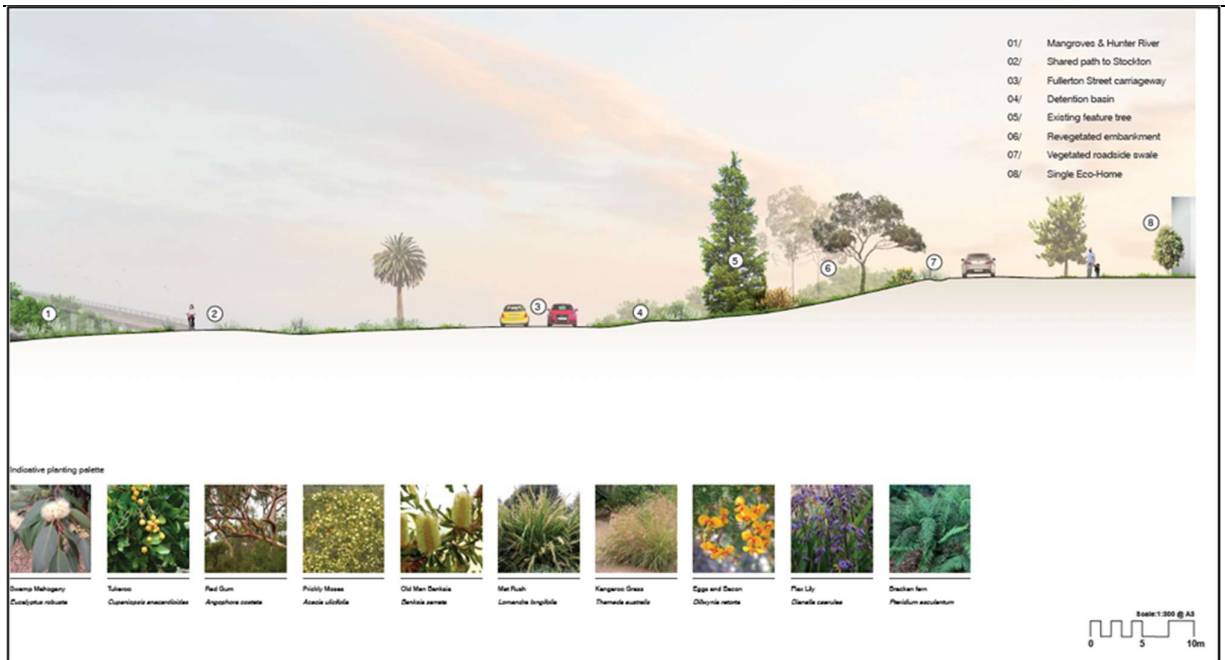 01/ Mangroves & Hunter River
02/ Shared path to Stockton
03/ Fullerton Street carriageway
04/ Detention basin
05/ Existing feature tree
06/ Revegetated embankment
07/ Vegetated roadside swale
08/ Single Eco-Home
1
2
3
4
5
6
7
8
Indicative planting palette
Swamp Mahogany
Eucalyptus robusta
Tukeroo
Cupaniopsis anacardioides
Red Gum
Angophora costata
Prickly Moses
Acacia ulicifolia
Old Man Banksia
Banksia serrata
Mat Rush
Lomandra longifolia
Kangaroo Grass
Themeda australis
Eggs and Bacon
Dillwynia retorta
Flax Lily
Dianella caerulea
Bracken fern
Pteridium esculentum
Scale:1:300 @ A3
0 5 10m